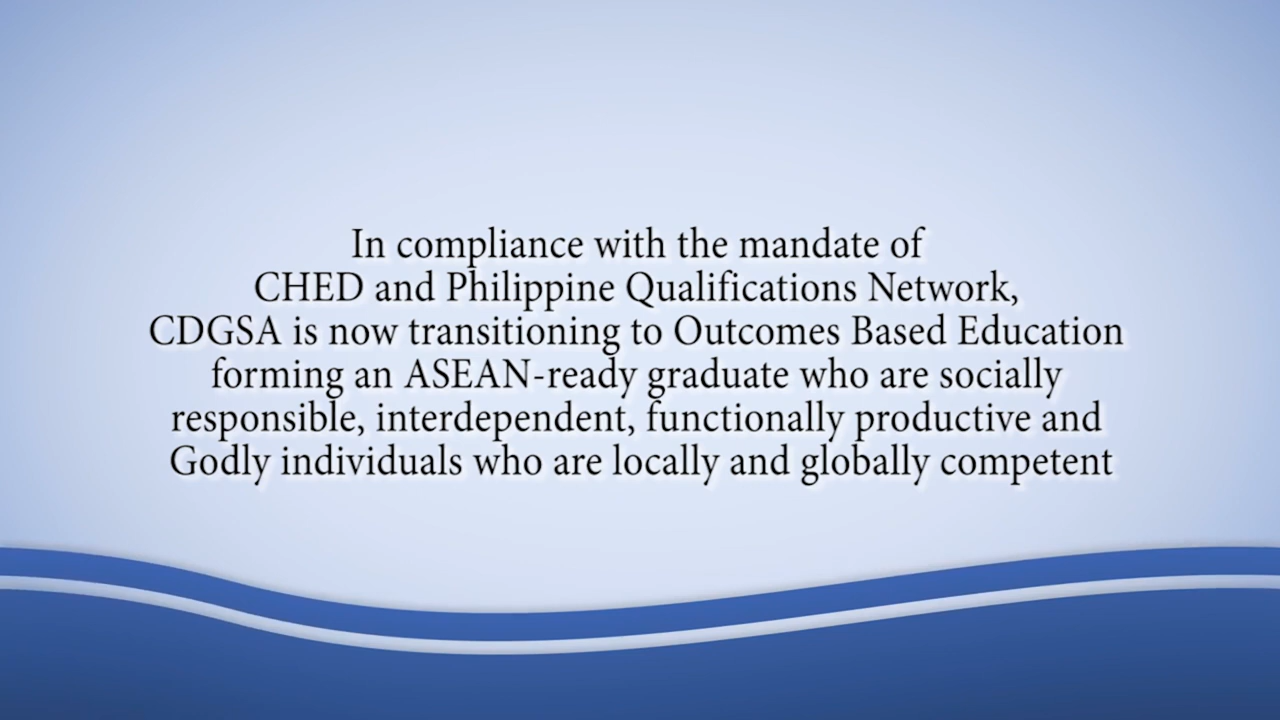 In compliance with the mandate of
CHED and Philippine Qualifications Network,
CDGSA is now transitioning to Outcomes Based Education
forming an ASEAN-ready graduate who are socially
responsible, interdependent, functionally productive and
Godly individuals who are locally and globally competent